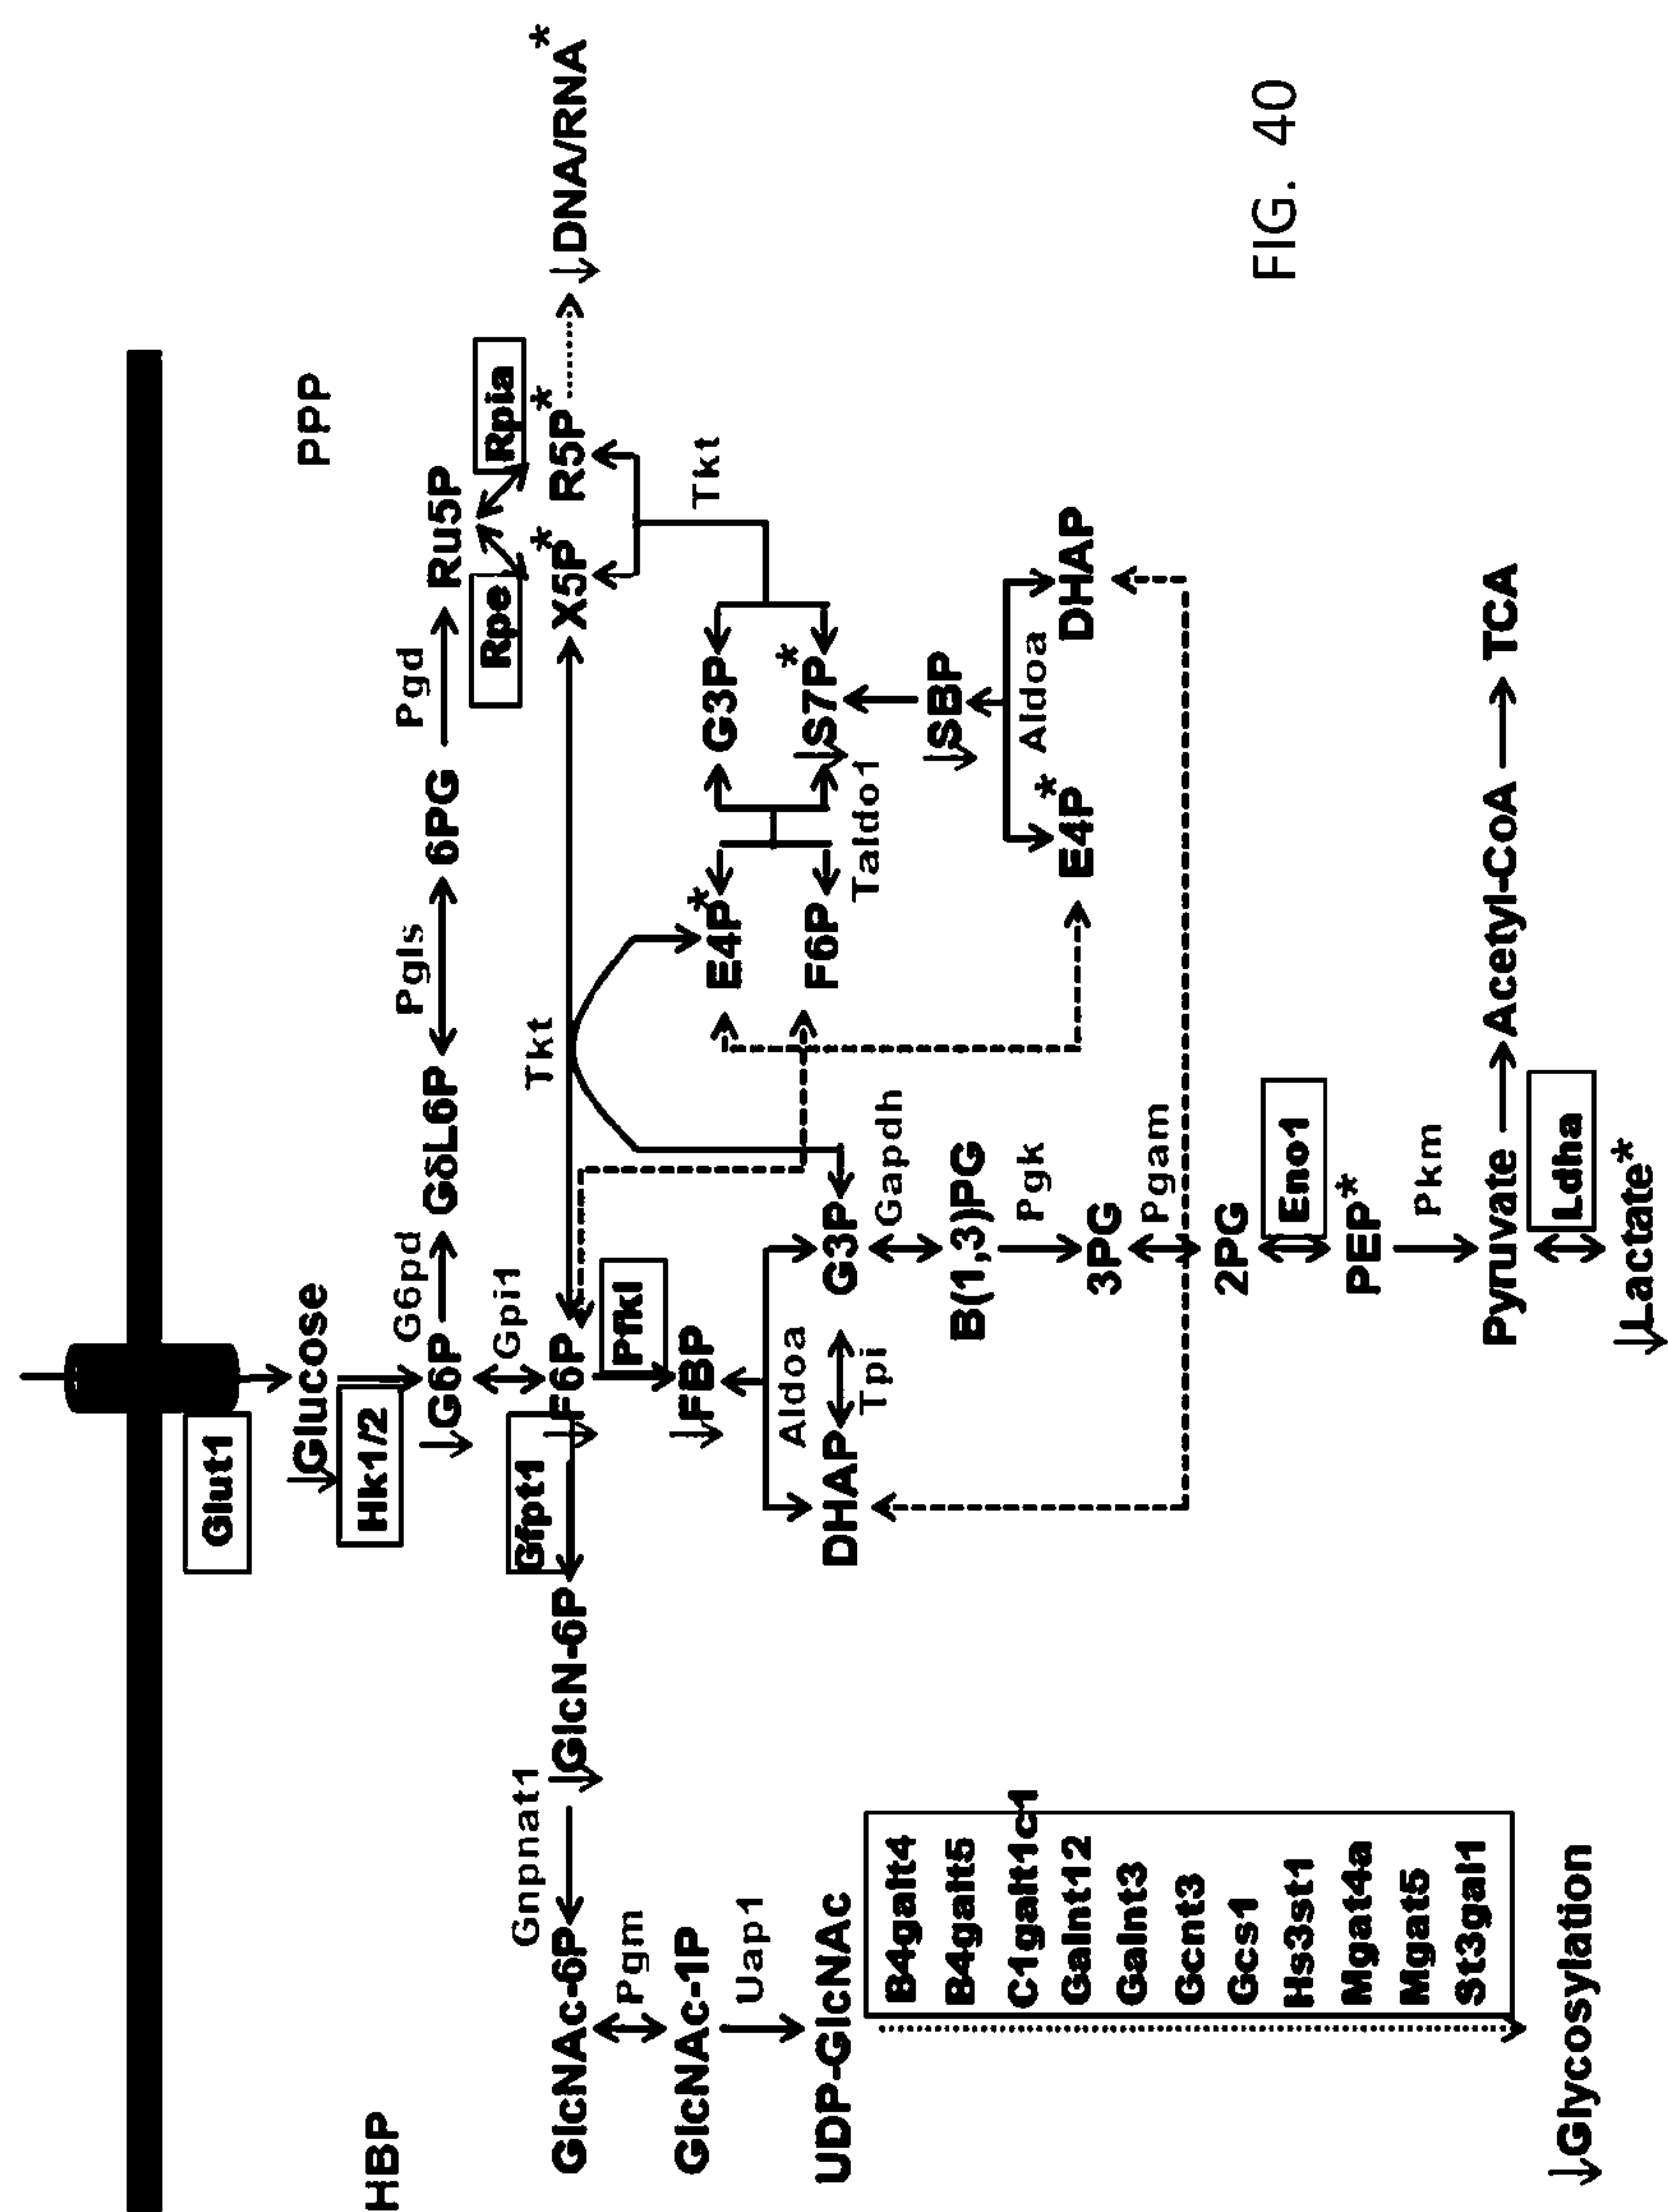 Glut1
HBP
↓Glucose
PPP
Hk1/2
G6pd
Pgls
Pgd
↓G6P
GδL6P
6PG
Ru5P
Gpi1
Rpe
Rpia
Gnpnat1
Gfpt1
Tkt
GlcNAc-6P
↓GlcN-6P
↓F6P
X5P*
R5P*
↓DNA/RNA*
Pgm
Pfkl
GlcNAc-1P
↓FBP
E4P*
G3P
Tkt
Uap1
Aldoa
UDP-GlcNAc
DHAP
G3P
F6P
↓S7P*
Tpi
Gapdh
Taldo1
B4galt4
B4galt5
B(1,3)PG
↓SBP
C1galt1c1
Pgk
Aldoa
Galnt12
3PG
E4P*
DHAP
Galnt3
Pgam
Gcnt3
Gcs1
2PG
Hs3st1
Eno1
Mgat4a
PEP*
Mgat5
Pkm
St3gal1
Pyruvate
Acetyl-CoA
TCA
Ldha
↓Glycosylation
↓Lactate*
FIG. 40